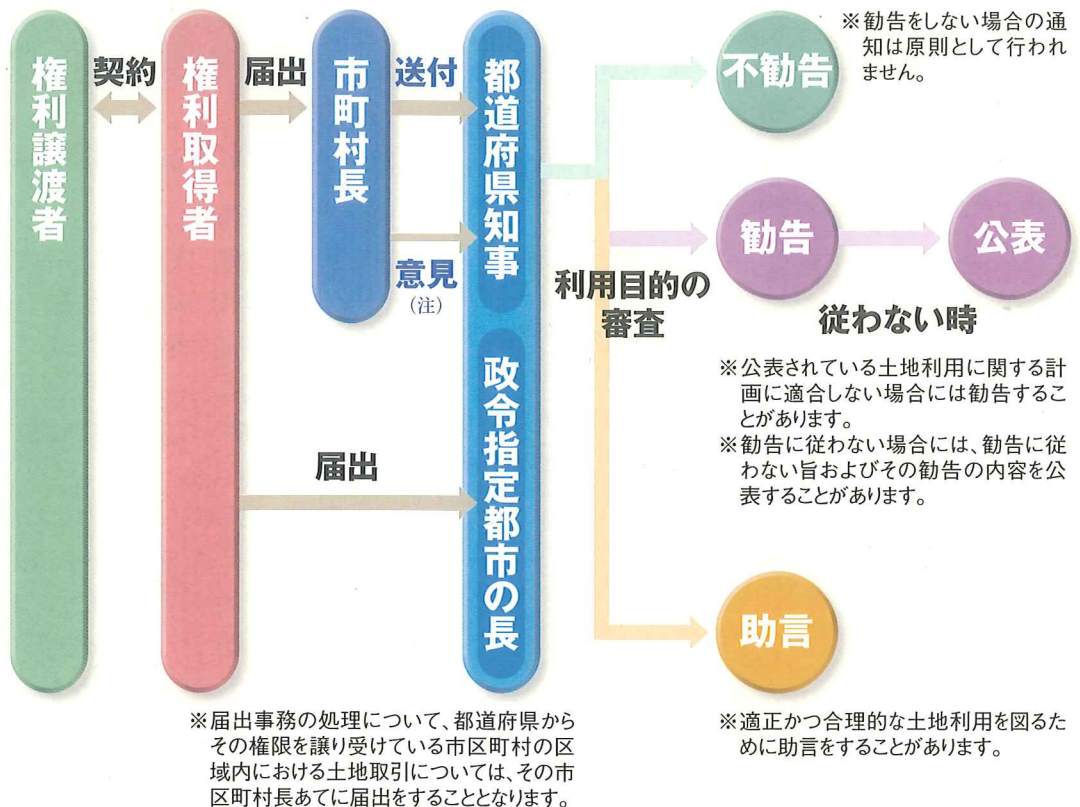 権利譲渡者
契約
権利取得者
届出
市町村長
送付
意見
(注)
都道府県知事
政令指定都市の長
届出
利用目的の
審査
不勧告
※勧告をしない場合の通
知は原則として行われ
ません。
勧告
従わない時
公表
※公表されている土地利用に関する計
画に適合しない場合には勧告するこ
とがあります。
※勧告に従わない場合には、勧告に従
わない旨およびその勧告の内容を公
表することがあります。
助言
※適正かつ合理的な土地利用を図るた
めに助言をすることがあります。
※届出事務の処理について、都道府県から
その権限を譲り受けている市区町村の区
域内における土地取引については、その市
区町村長あてに届出をすることとなります。